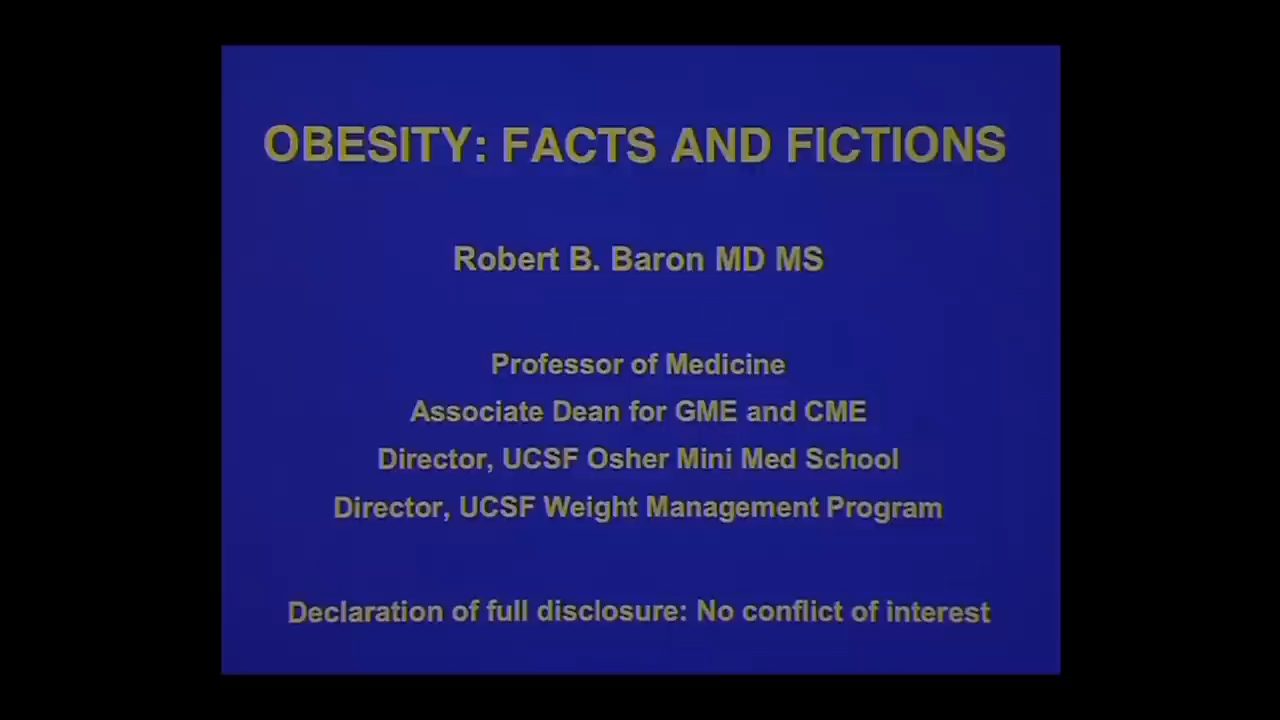 OBESITY: FACTS AND FICTIONS
Robert B. Baron MD MS
Professor of Medicine
Associate Dean for GME and CME
Director, UCSF Osher Mini Med School
Director, UCSF Weight Management Program
Declaration of full disclosure: No conflict of interest